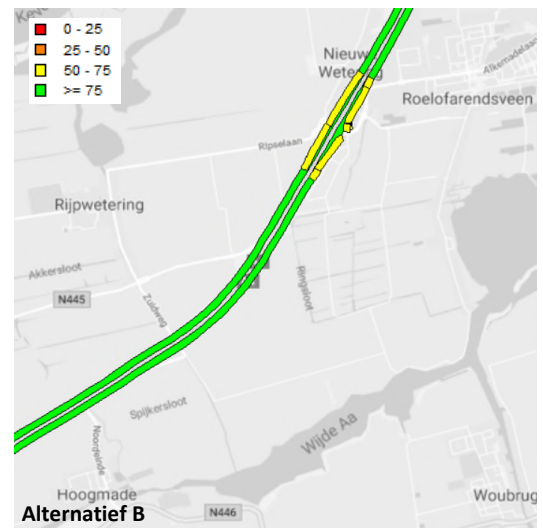 0 - 25
25 - 50
50 - 75
>= 75
Nieuwe
Wetering
Alkemadelaan
Roelofarendsveen
Ripselaan
Rijpwetering
Akkersloot
Ringsloot
N445
Zuidweg
Spijkersloot
Noordeinde
Wijde Aa
Hoogmade
N446
Woubrug
Alternatief B